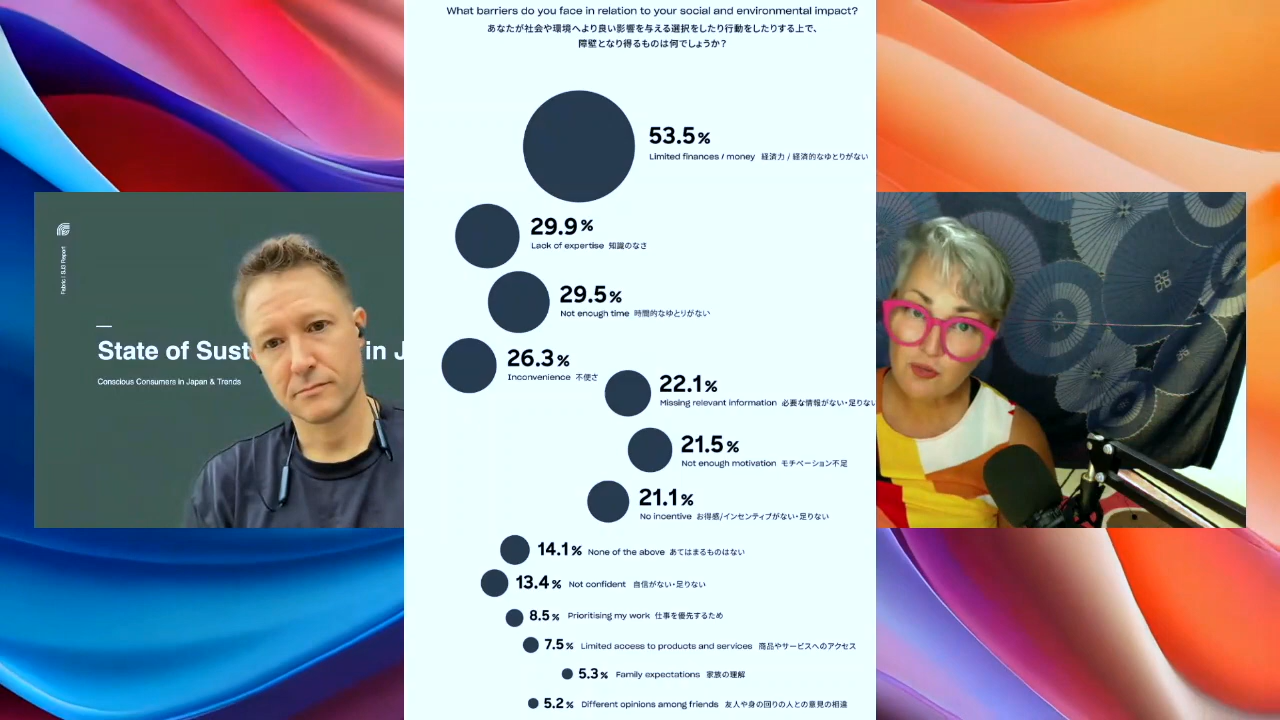 What barriers do you face in relation to your social and environmental impact?
あなたが社会や環境へより良い影響を与える選択をしたり行動をしたりする上で、
障壁となり得るものは何でしょうか？
53.5%
Limited finances / money 経済力 / 経済的なゆとりがない
29.9%
Lack of expertise 知識のなさ
29.5%
Not enough time 時間的なゆとりがない
26.3%
Inconvenience 不便さ
22.1%
Missing relevant information 必要な情報がない・足りない
21.5%
Not enough motivation モチベーション不足
21.1%
No incentive お得感/インセンティブがない・足りない
14.1% None of the above あてはまるものはない
13.4% Not confident 自信がない・足りない
8.5% Prioritising my work 仕事を優先するため
7.5% Limited access to products and services 商品やサービスへのアクセス
5.3% Family expectations 家族の理解
5.2% Different opinions among friends 友人や身の回りの人との意見の相違
Fabric | SiJ Report
State of Sust in J
Conscious Consumers in Japan & Trends